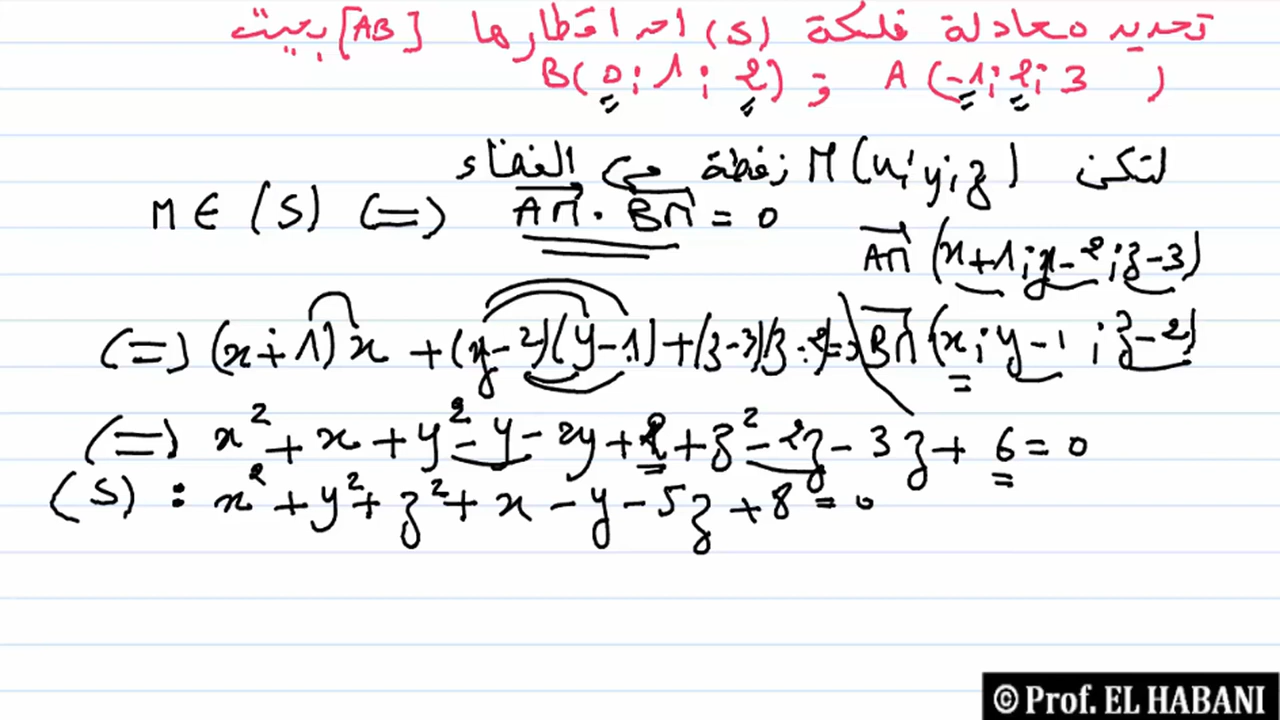 تحديد معادلة فلكة (S) احد اقطارها [AB] بحيث
A(-1; 2; 3) و B(0; 1; 2)
لتكن M(x; y; z) نقطة من الفضاء
M ∈ (S) (=) AM . BM = 0
AM (x+1; y-2; z-3)
(=) (x+1)x + (y-2)(y-1) + (z-3)(z-2)=0
BM (x; y-1; z-2)
(=) x² + x + y² - y - 2y + 2 + z² - 2z - 3z + 6 = 0
(S) : x² + y² + z² + x - y - 5z + 8 = 0
© Prof. EL HABANI